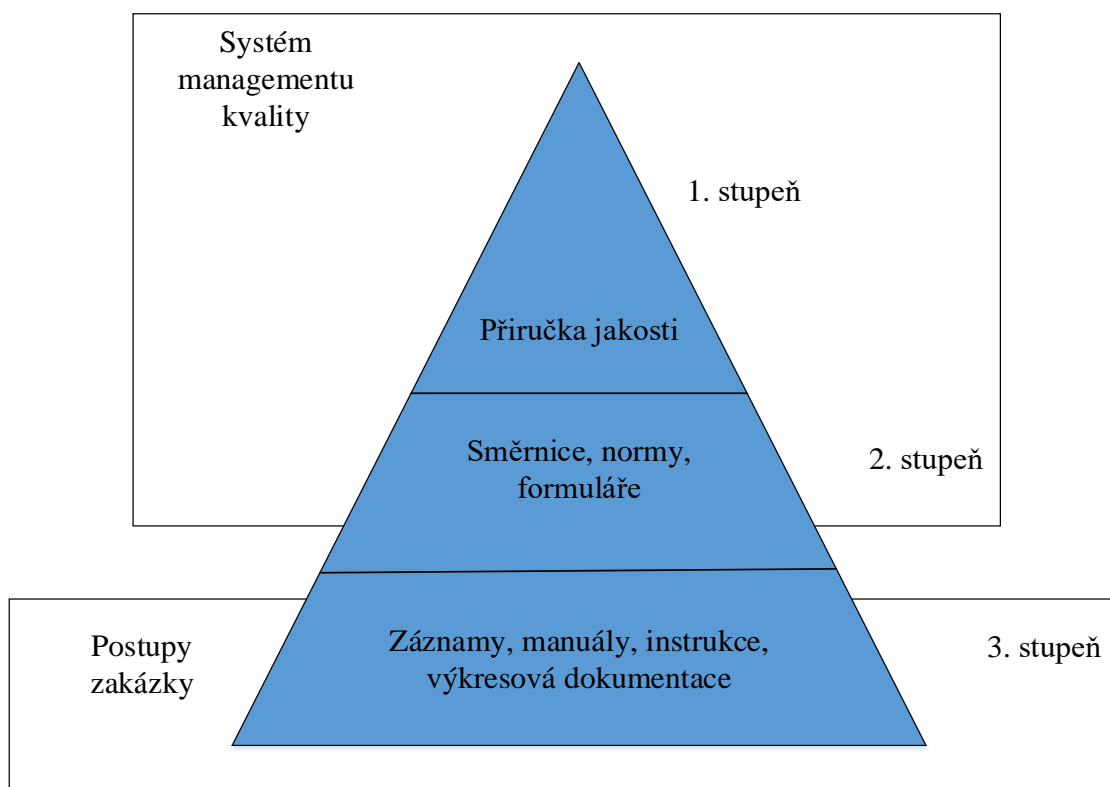 Systém
managementu
kvality
1. stupeň
Přiručka jakosti
Směrnice, normy,
formuláře
2. stupeň
Postupy
zakázky
Záznamy, manuály, instrukce,
výkresová dokumentace
3. stupeň